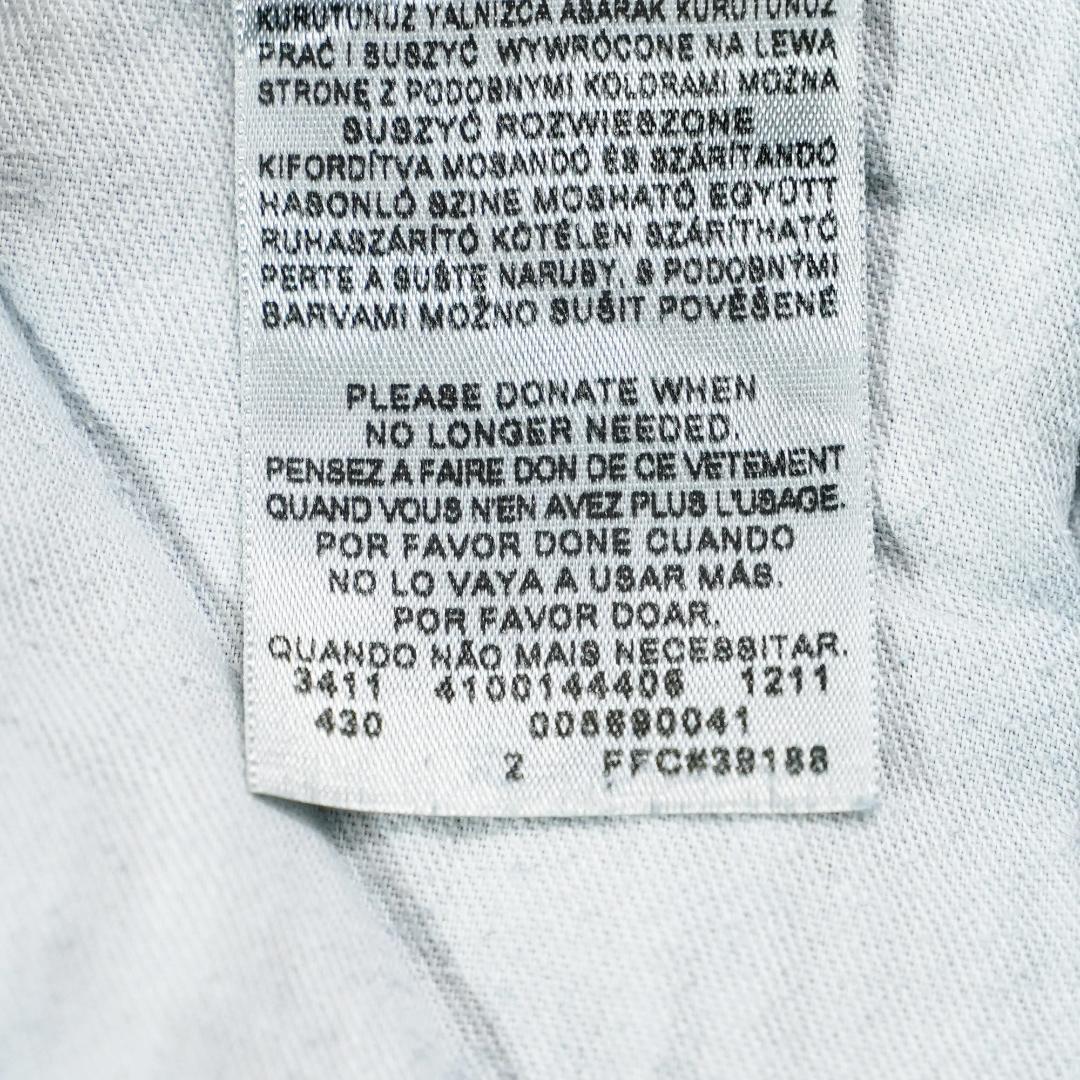 KURUTUNUZ YALNIZCA ASARAK KURUTUNUZ
PRAĆ I SUSZYĆ WYWRÓCONE NA LEWĄ
STRONĘ Z PODOBNYMI KOLORAMI MOŻNA
SUSZYĆ ROZWIESZONE
KIFORDÍTVA MOSANDÓ ÉS SZÁRÍTANDÓ
HASONLÓ SZINE MOSHATÓ EGYÜTT
RUHASZÁRÍTÓ KÖTÉLEN SZÁRÍTHATÓ
PERTE A SUŠTE NARUBY, S PODOBNÝMI
BARVAMI MOŽNO SUŠIT POVĚŠENÉ
PLEASE DONATE WHEN
NO LONGER NEEDED.
PENSEZ A FAIRE DON DE CE VETEMENT
QUAND VOUS N'EN AVEZ PLUS L'USAGE.
POR FAVOR DONE CUANDO
NO LO VAYA A USAR MÁS.
POR FAVOR DOAR.
QUANDO NÃO MAIS NECESSITAR.
3411 4100144406 1211
430 005690041
2 FFC#39188